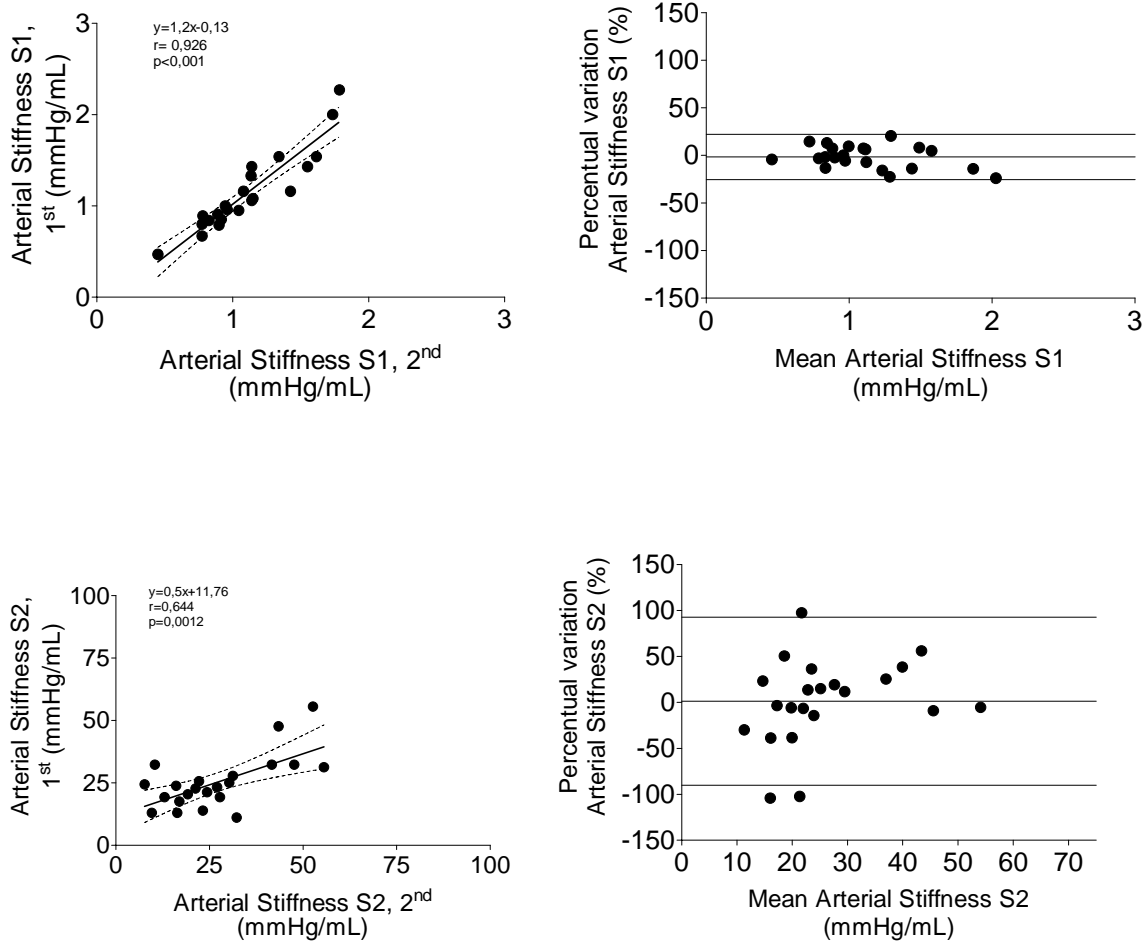 3
2
1
0
0
1
2
3
y=1,2x-0,13
r= 0,926
p<0,001
Arterial Stiffness S1,
1st (mmHg/mL)
Arterial Stiffness S1, 2nd
(mmHg/mL)
150
100
50
0
-50
-100
-150
0
1
2
3
Percentual variation
Arterial Stiffness S1 (%)
Mean Arterial Stiffness S1
(mmHg/mL)
100
75
50
25
0
0
25
50
75
100
y=0,5x+11,76
r=0,644
p=0,0012
Arterial Stiffness S2,
1st (mmHg/mL)
Arterial Stiffness S2, 2nd
(mmHg/mL)
150
100
50
0
-50
-100
-150
0
10
20
30
40
50
60
70
Percentual variation
Arterial Stiffness S2 (%)
Mean Arterial Stiffness S2
(mmHg/mL)